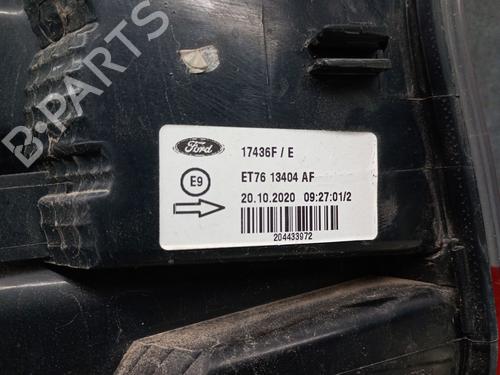 B-PARTS
Ford
17436F / E
E9
ET76 13404 AF
20.10.2020 09:27:01/2
204433972